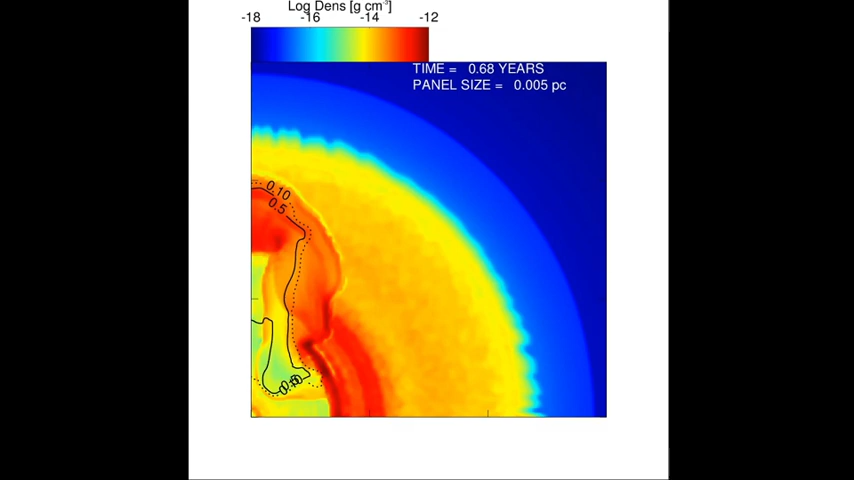 Log Dens [g cm⁻³]
-18 -16 -14 -12
TIME = 0.68 YEARS
PANEL SIZE = 0.005 pc
0.10
0.5